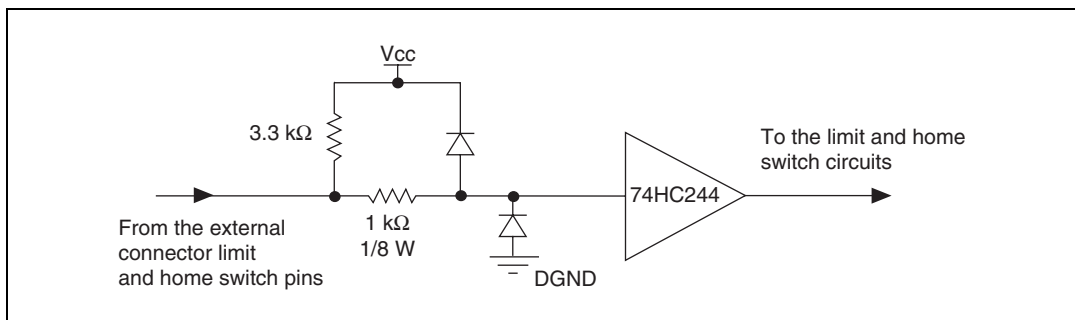 Vcc
3.3 kΩ
To the limit and home
switch circuits
74HC244
From the external
connector limit
and home switch pins
1 kΩ
1/8 W
DGND